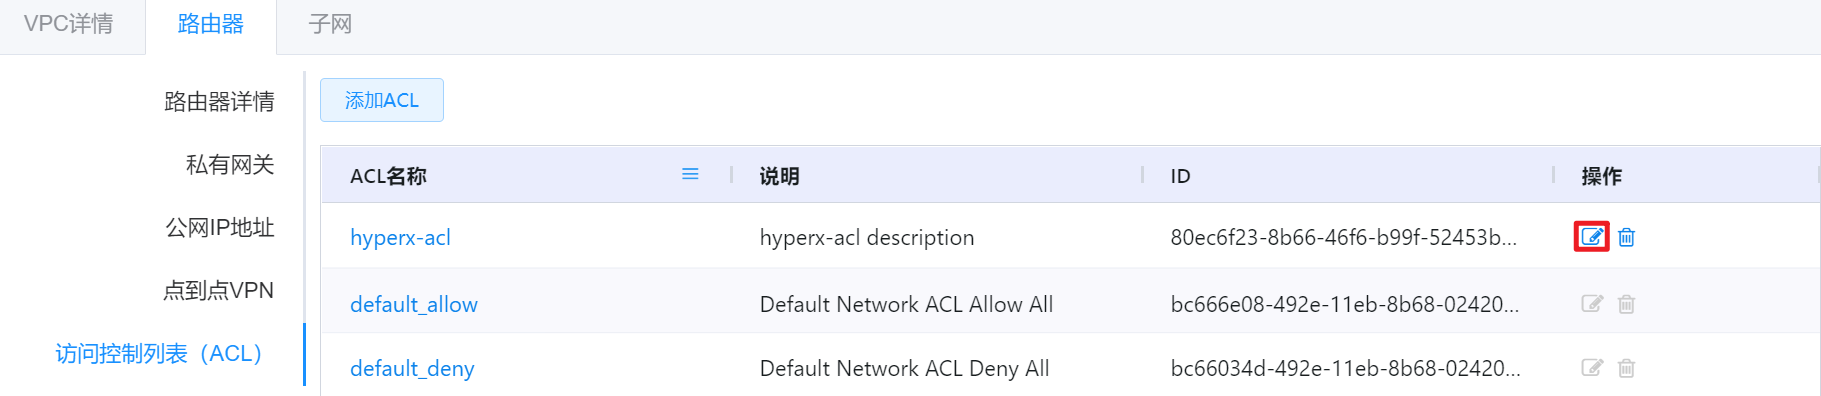 VPC详情 路由器 子网
路由器详情
私有网关
公网IP地址
点到点VPN
访问控制列表（ACL）
添加ACL
ACL名称 说明 ID 操作
hyperx-acl hyperx-acl description 80ec6f23-8b66-46f6-b99f-52453b...
default_allow Default Network ACL Allow All bc666e08-492e-11eb-8b68-02420...
default_deny Default Network ACL Deny All bc66034d-492e-11eb-8b68-02420...